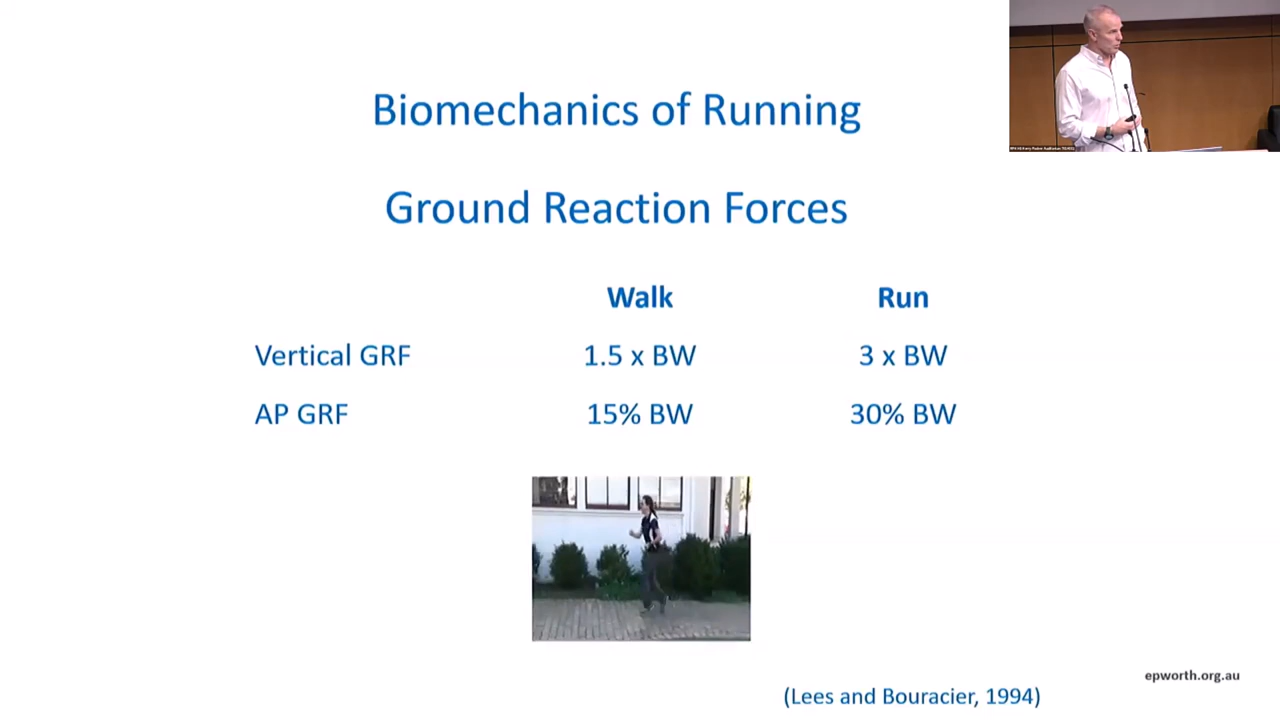 Biomechanics of Running
Ground Reaction Forces
Walk Run
Vertical GRF 1.5 x BW 3 x BW
AP GRF 15% BW 30% BW
epworth.org.au
(Lees and Bouracier, 1994)